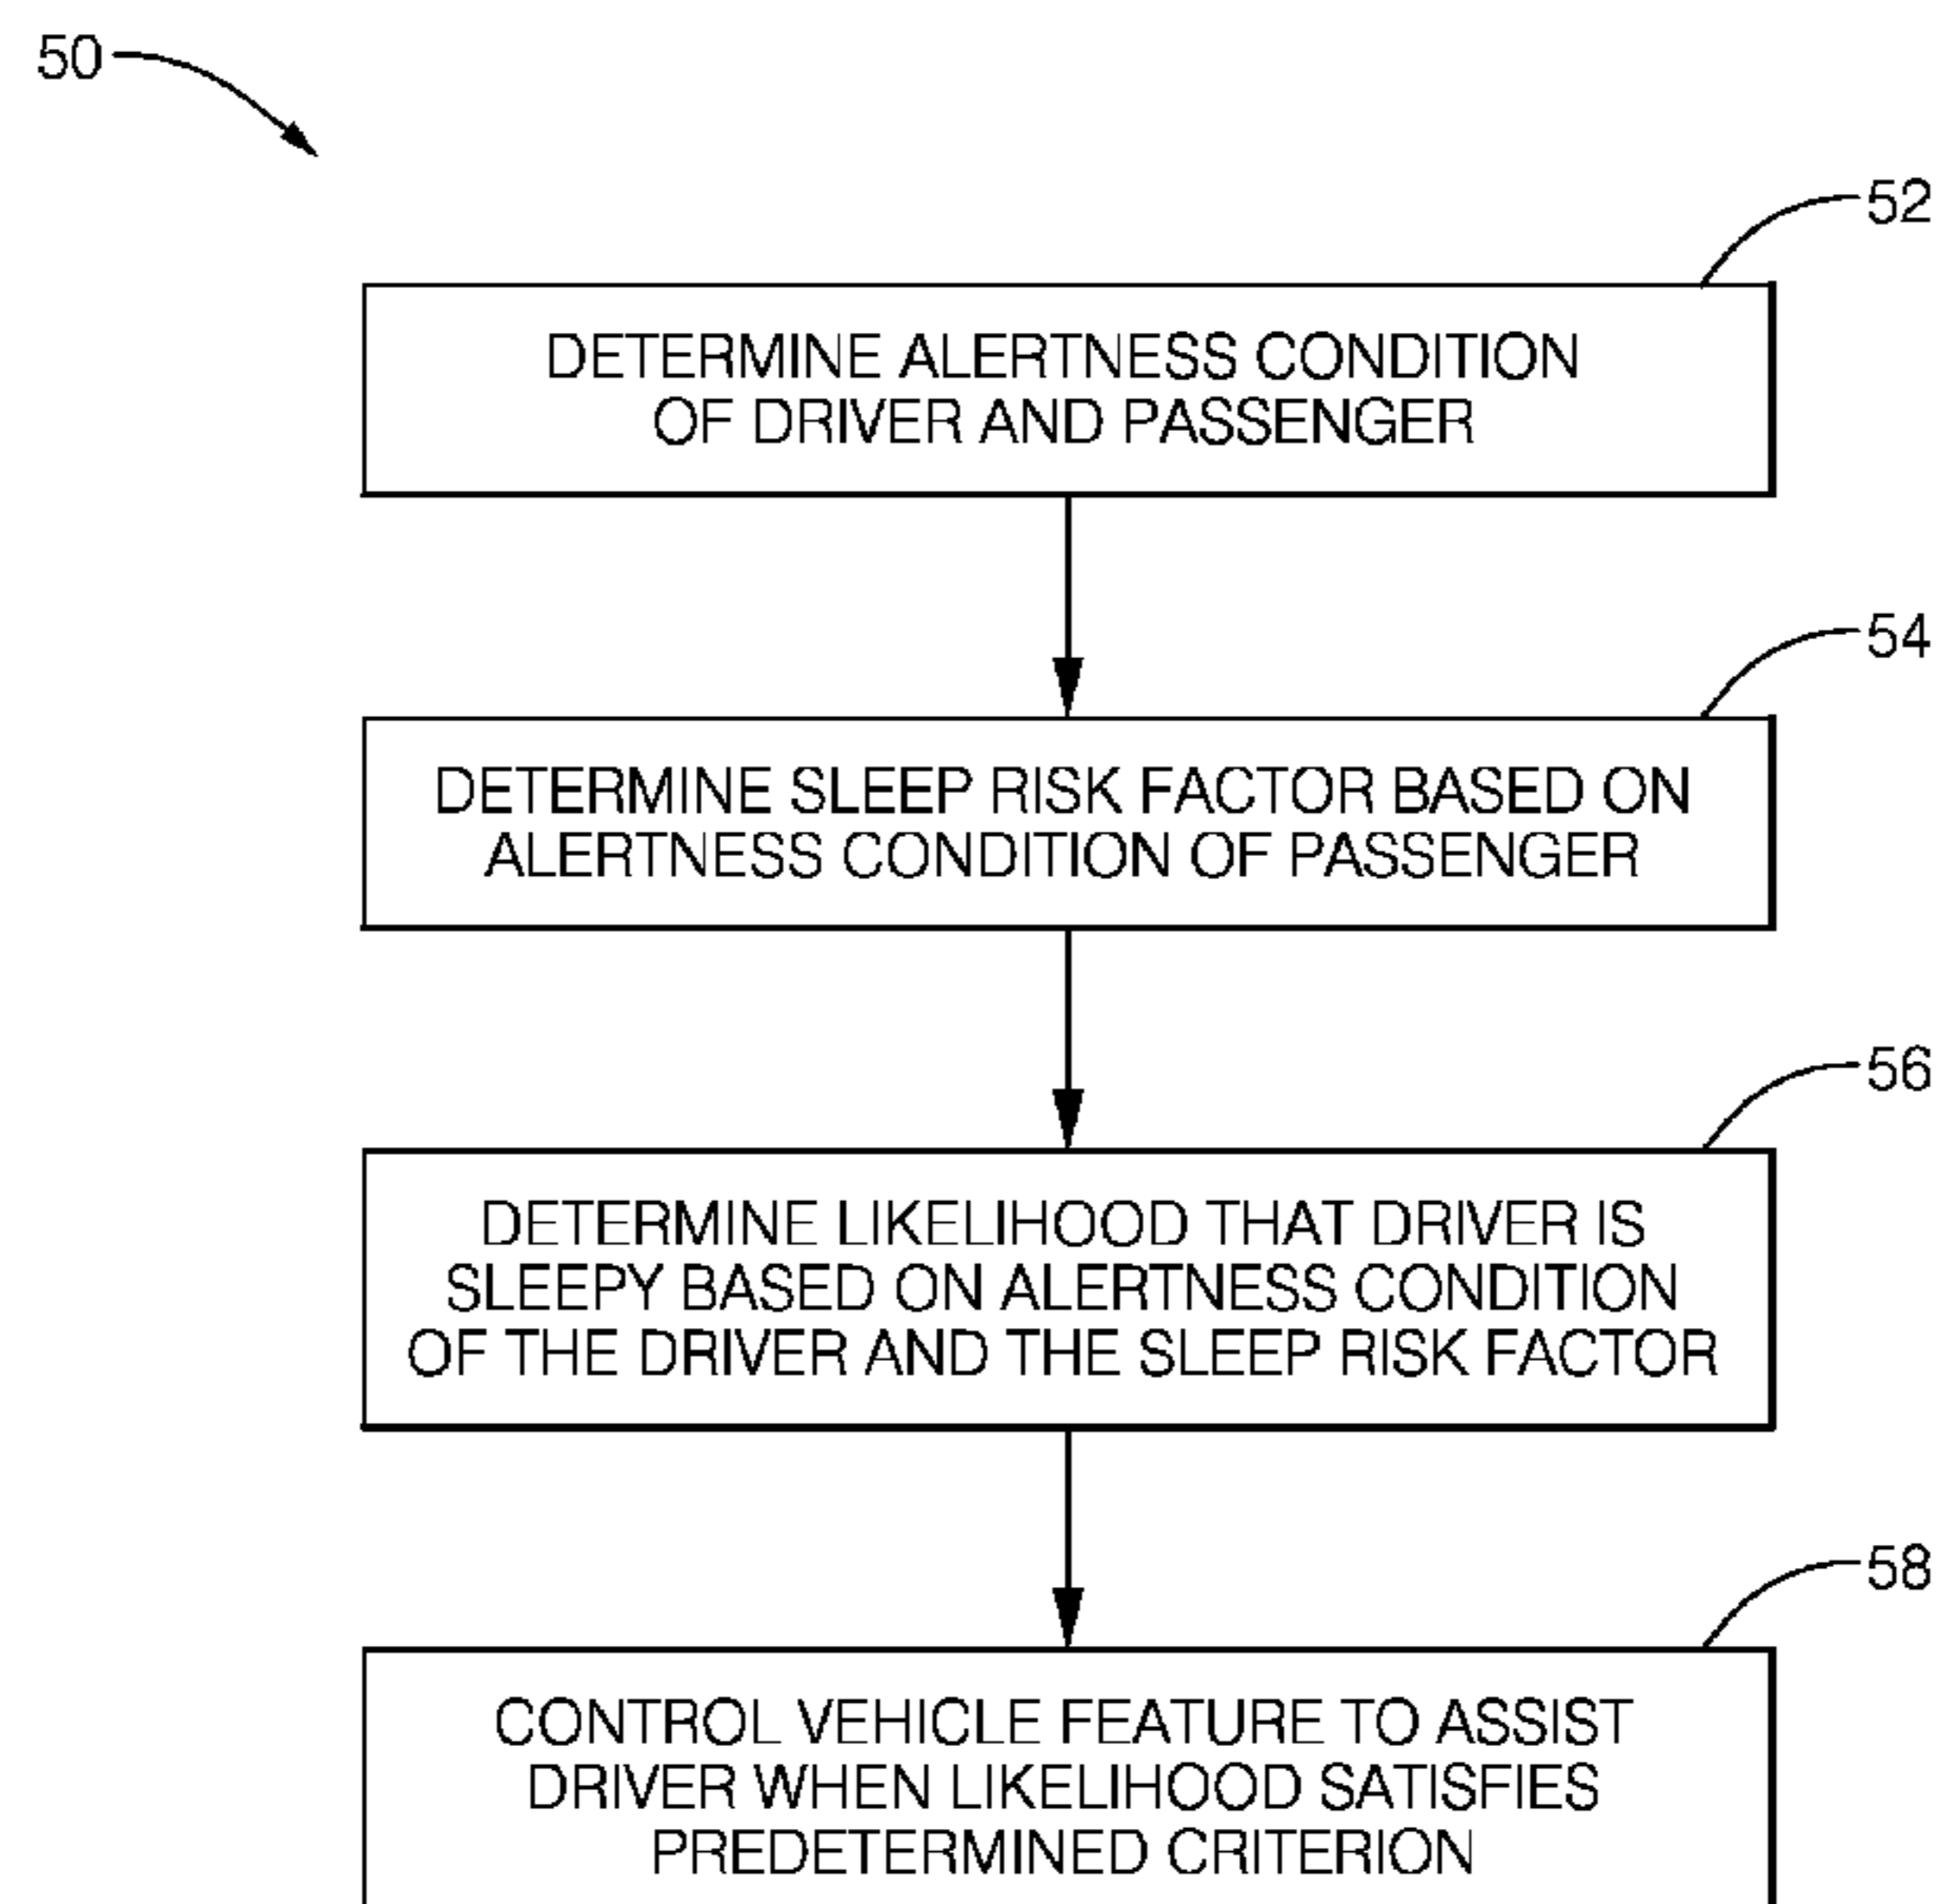 50
52
DETERMINE ALERTNESS CONDITION
OF DRIVER AND PASSENGER
54
DETERMINE SLEEP RISK FACTOR BASED ON
ALERTNESS CONDITION OF PASSENGER
56
DETERMINE LIKELIHOOD THAT DRIVER IS
SLEEPY BASED ON ALERTNESS CONDITION
OF THE DRIVER AND THE SLEEP RISK FACTOR
58
CONTROL VEHICLE FEATURE TO ASSIST
DRIVER WHEN LIKELIHOOD SATISFIES
PREDETERMINED CRITERION